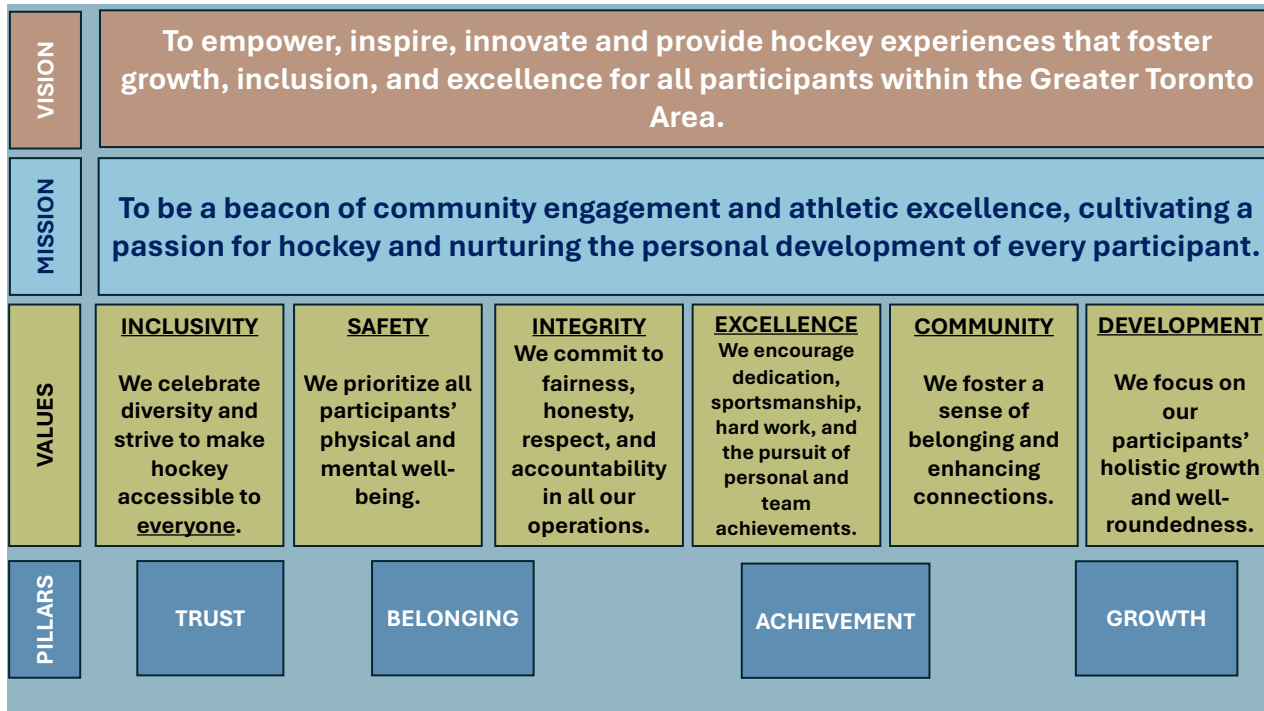 VISION
To empower, inspire, innovate and provide hockey experiences that foster
growth, inclusion, and excellence for all participants within the Greater Toronto
Area.
MISSION
To be a beacon of community engagement and athletic excellence, cultivating a
passion for hockey and nurturing the personal development of every participant.
VALUES
INCLUSIVITY
We celebrate
diversity and
strive to make
hockey
accessible to
everyone.
SAFETY
We prioritize all
participants’
physical and
mental well-
being.
INTEGRITY
We commit to
fairness,
honesty,
respect, and
accountability
in all our
operations.
EXCELLENCE
We encourage
dedication,
sportsmanship,
hard work, and
the pursuit of
personal and
team
achievements.
COMMUNITY
We foster a
sense of
belonging and
enhancing
connections.
DEVELOPMENT
We focus on
our
participants’
holistic growth
and well-
roundedness.
PILLARS
TRUST
BELONGING
ACHIEVEMENT
GROWTH